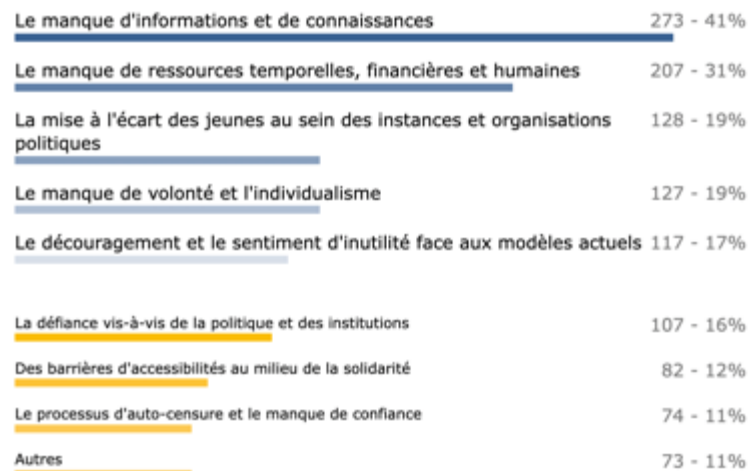 Le manque d'informations et de connaissances 273 - 41%
Le manque de ressources temporelles, financières et humaines 207 - 31%
La mise à l'écart des jeunes au sein des instances et organisations 128 - 19%
politiques
Le manque de volonté et l'individualisme 127 - 19%
Le découragement et le sentiment d'inutilité face aux modèles actuels 117 - 17%
La défiance vis-à-vis de la politique et des institutions 107 - 16%
Des barrières d'accessibilités au milieu de la solidarité 82 - 12%
Le processus d'auto-censure et le manque de confiance 74 - 11%
Autres 73 - 11%